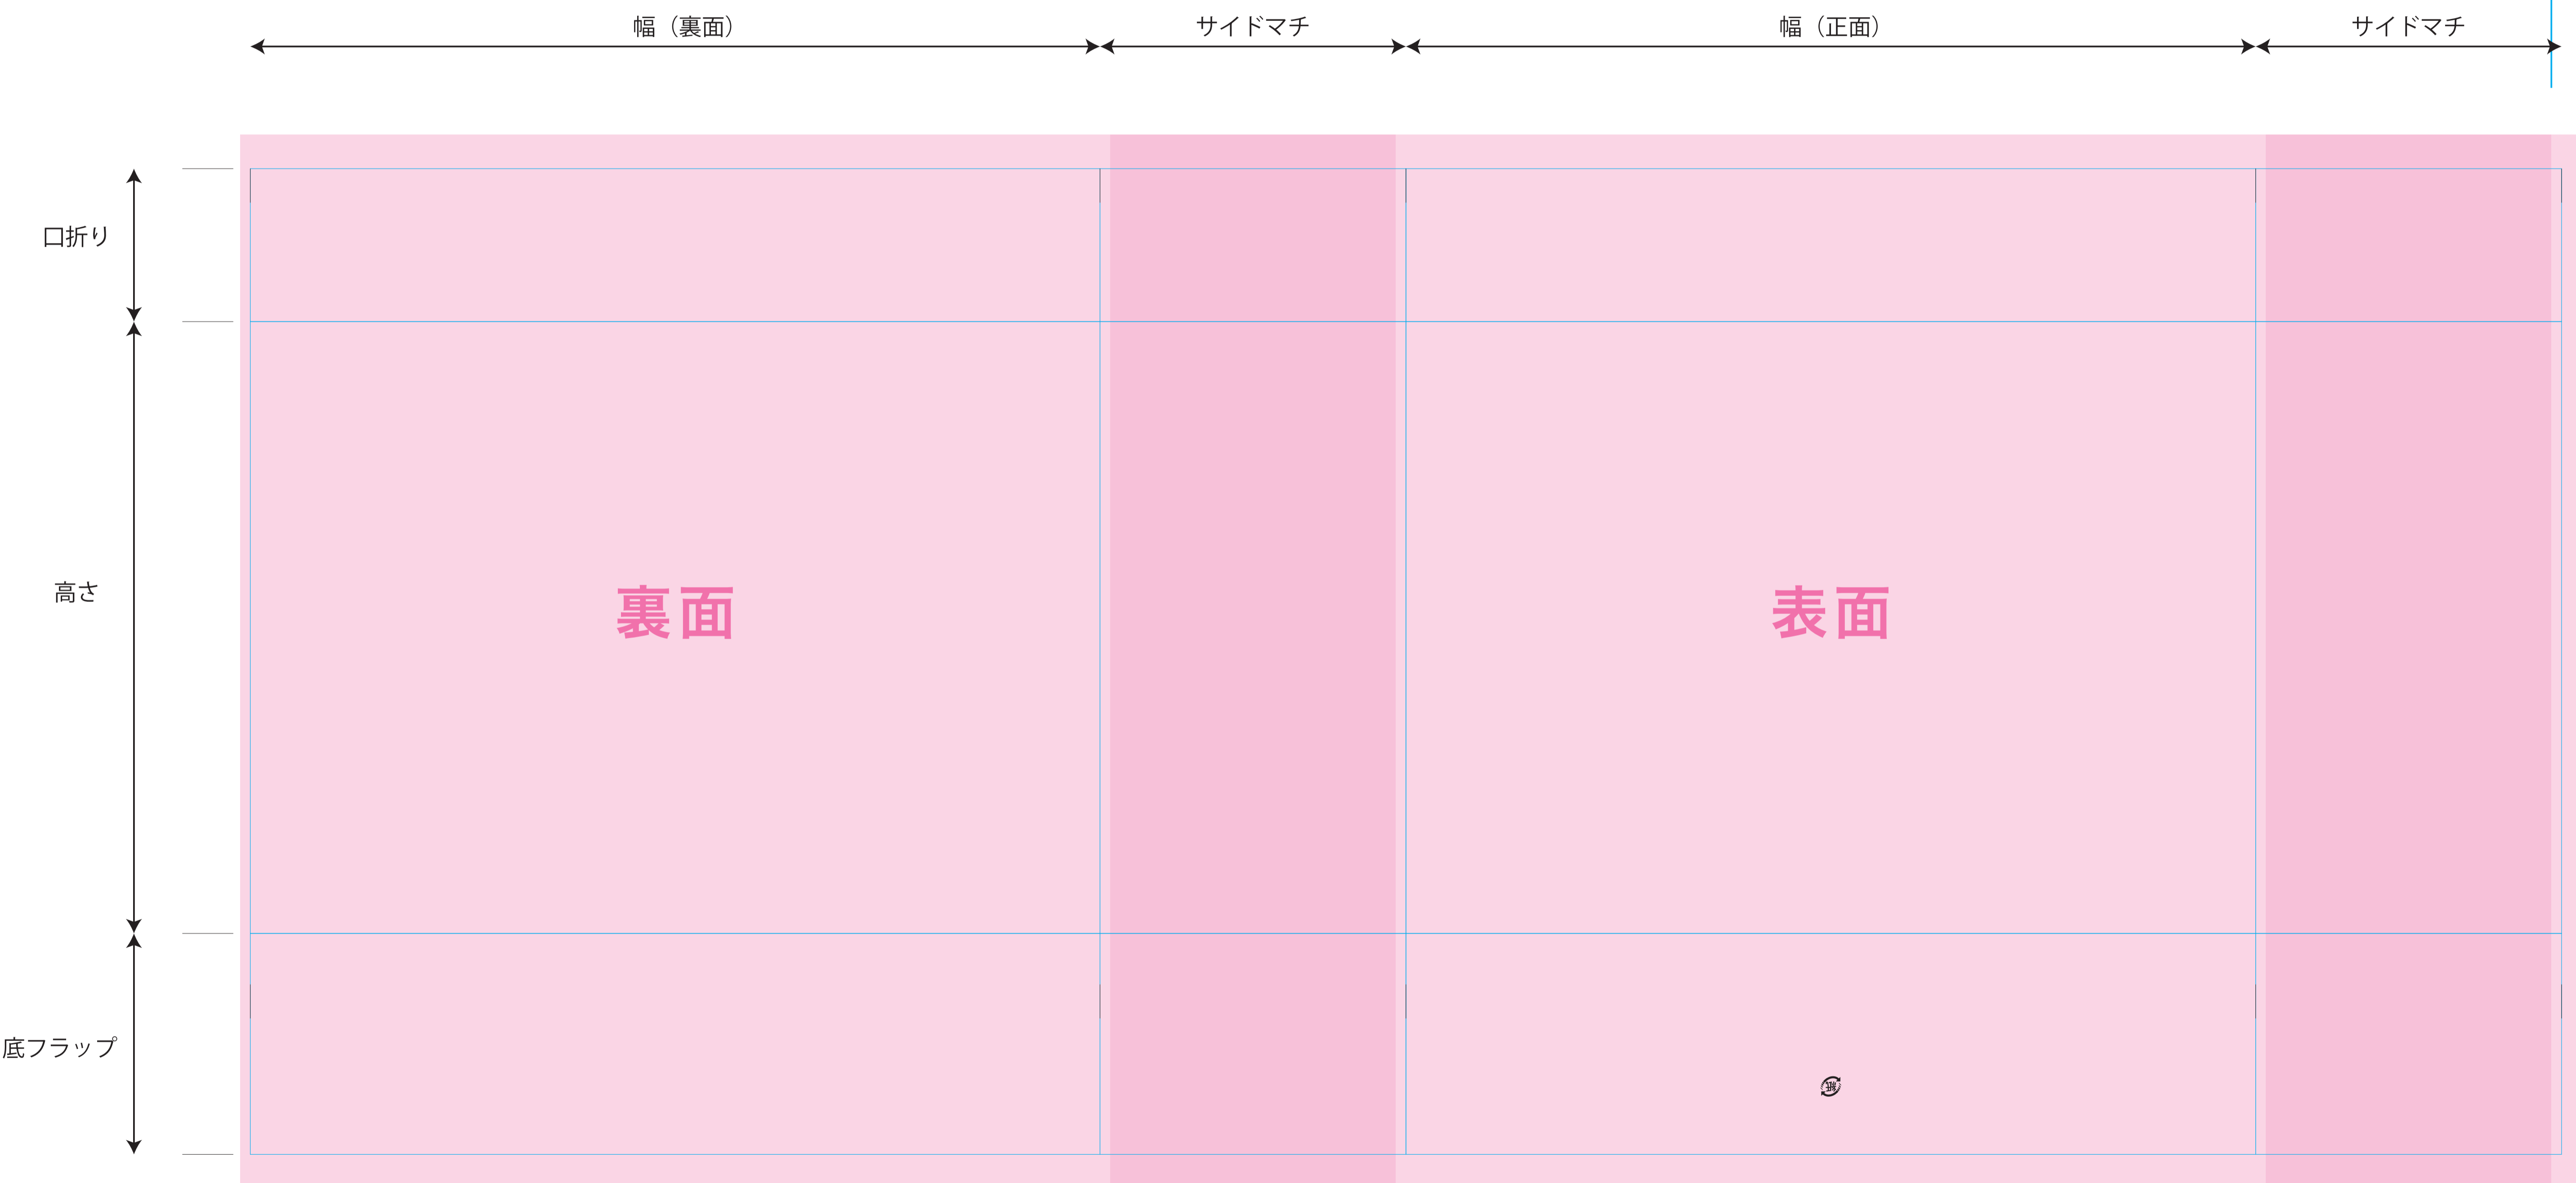 幅（裏面）
サイドマチ
幅（正面）
サイドマチ
口折り
高さ
裏面
表面
底フラップ
紙